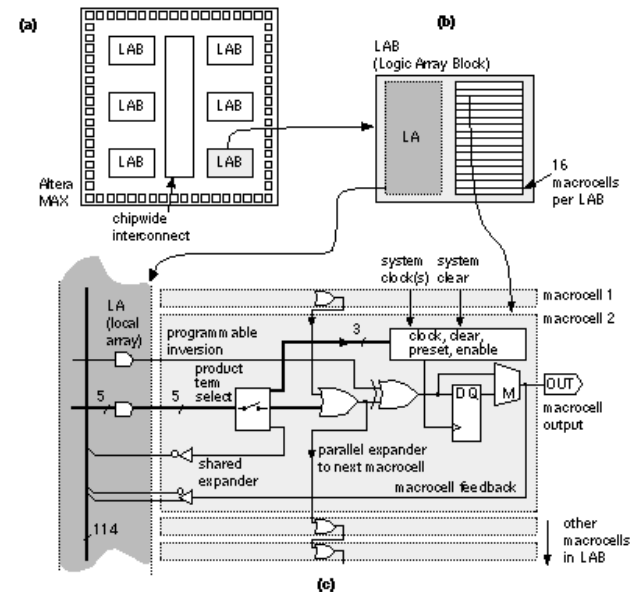 (a)
LAB
LAB
LAB
LAB
LAB
LAB
Altera
MAX
chipwide
interconnect
(b)
LAB
(Logic Array Block)
LA
16
macrocells
per LAB
LA
(local
array)
system
clock(s)
system
clear
macrocell 1
macrocell 2
programmable
inversion
3
clock, clear,
preset, enable
product
term
select
5
5
D Q
M
OUT
macrocell
output
shared
expander
parallel expander
to next macrocell
macrocell feedback
114
other
macrocells
in LAB
(c)